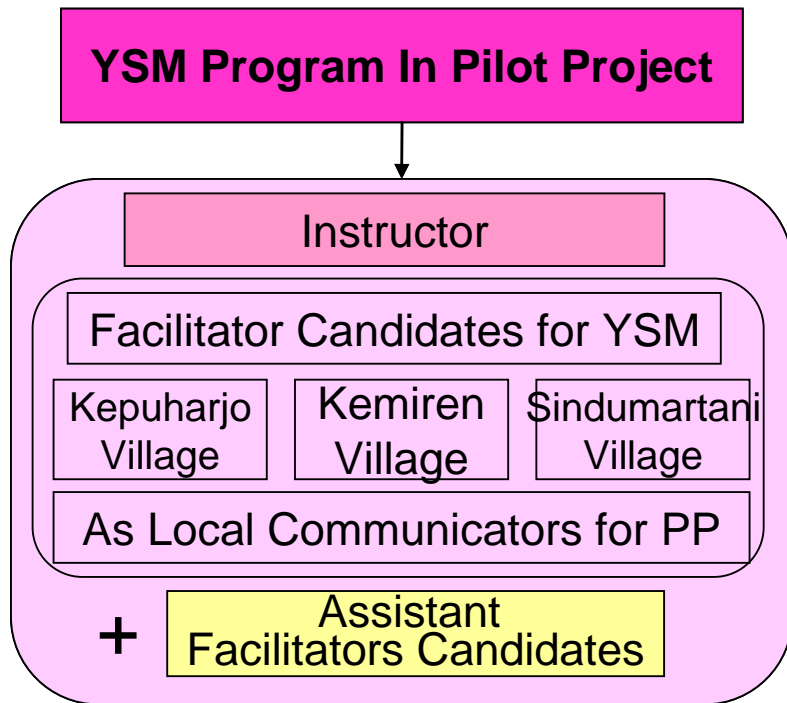 YSM Program In Pilot Project
Instructor
Facilitator Candidates for YSM
Kepuharjo
Village
Kemiren
Village
Sindumartani
Village
As Local Communicators for PP
+
Assistant
Facilitators Candidates